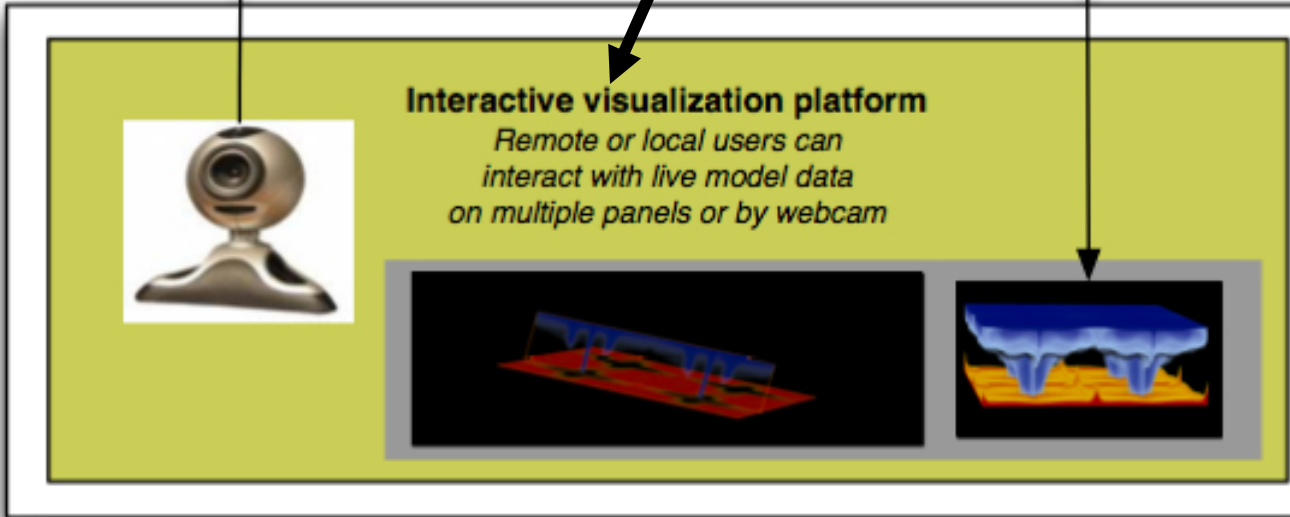 Interactive visualization platform
Remote or local users can
interact with live model data
on multiple panels or by webcam